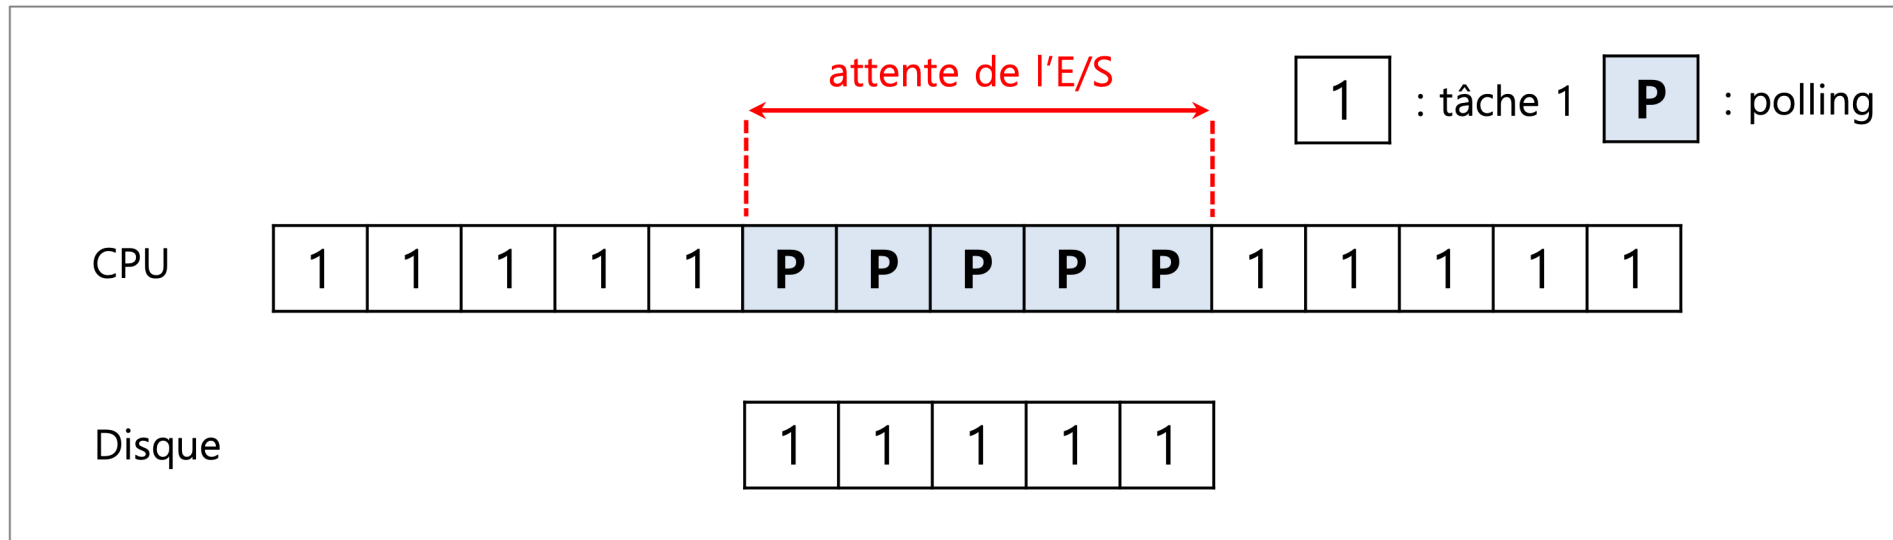 attente de l'E/S
1 : tâche 1 P : polling
CPU 1 1 1 1 1 P P P P P 1 1 1 1 1
Disque 1 1 1 1 1